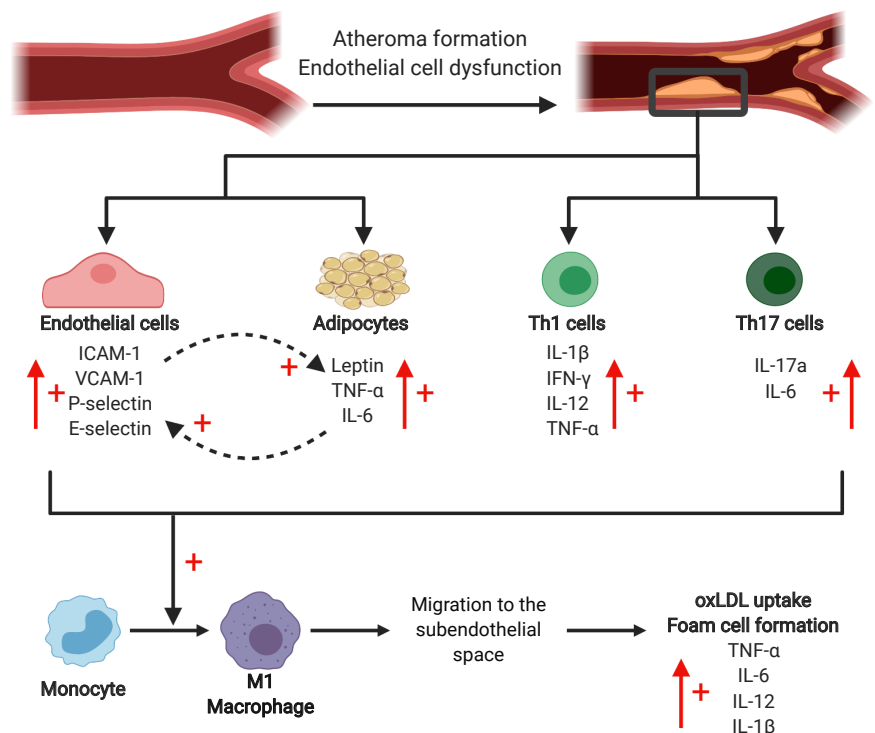 Atheroma formation
Endothelial cell dysfunction
Endothelial cells
ICAM-1
VCAM-1
P-selectin
E-selectin
+
+
+
Adipocytes
Leptin
TNF-α
IL-6
+
Th1 cells
IL-1β
IFN-γ
IL-12
TNF-α
+
Th17 cells
IL-17a
IL-6
+
+
Monocyte
M1
Macrophage
Migration to the
subendothelial
space
oxLDL uptake
Foam cell formation
TNF-α
IL-6
IL-12
IL-1β
+